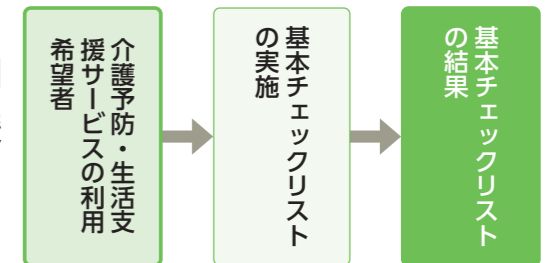 介護予防・生活支
援サービスの利用
希望者
基本チェックリスト
の実施
基本チェックリスト
の結果